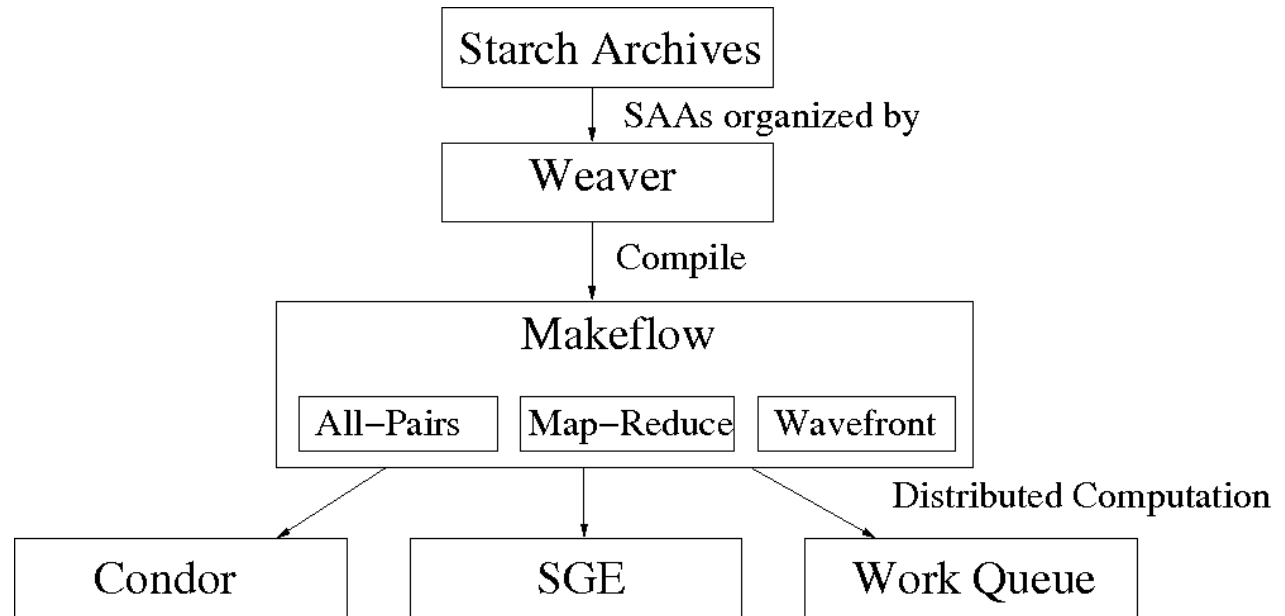 Starch Archives
SAAs organized by
Weaver
Compile
Makeflow
All-Pairs
Map-Reduce
Wavefront
Distributed Computation
Condor
SGE
Work Queue